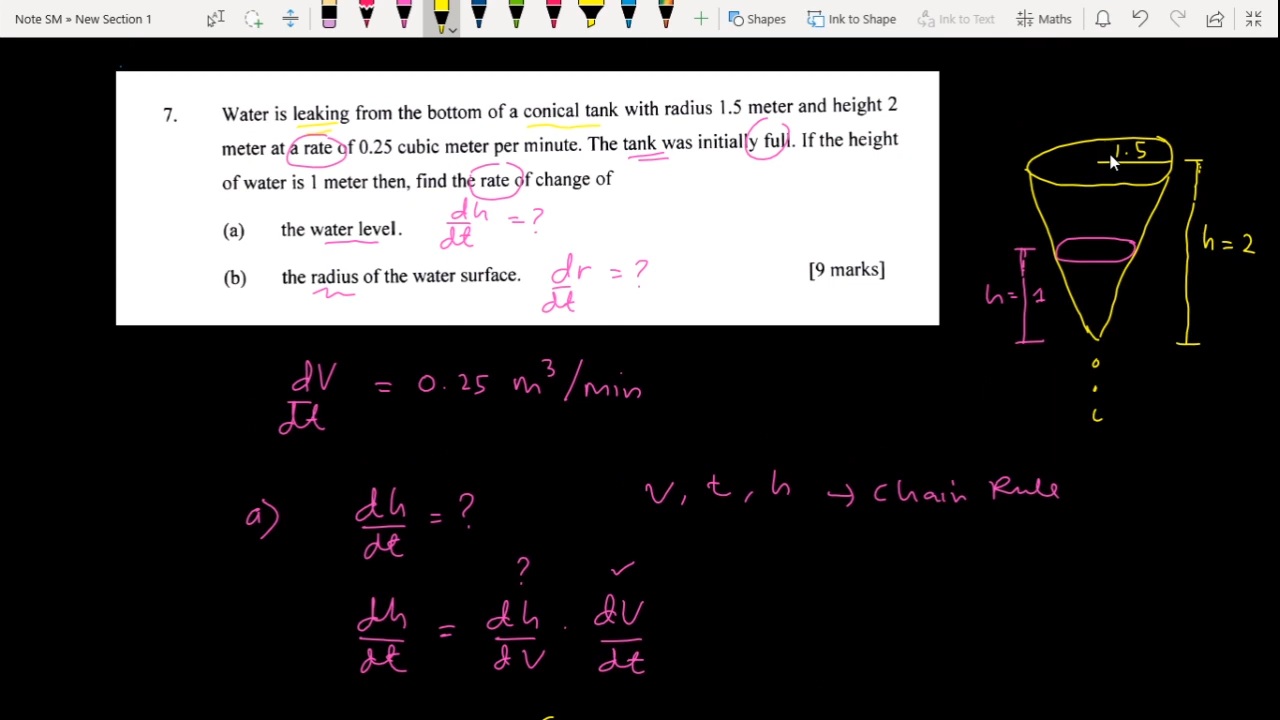 Note SM » New Section 1
Shapes Ink to Shape Ink to Text Maths
7. Water is leaking from the bottom of a conical tank with radius 1.5 meter and height 2
meter at a rate of 0.25 cubic meter per minute. The tank was initially full. If the height
of water is 1 meter then, find the rate of change of
(a) the water level. dh/dt = ?
(b) the radius of the water surface. dr/dt = ? [9 marks]
1.5
h = 2
h = 1
dV/dt = 0.25 m³/min
a) dh/dt = ?
V, t, h → Chain Rule
? ✓
dh/dt = dh/dV · dV/dt